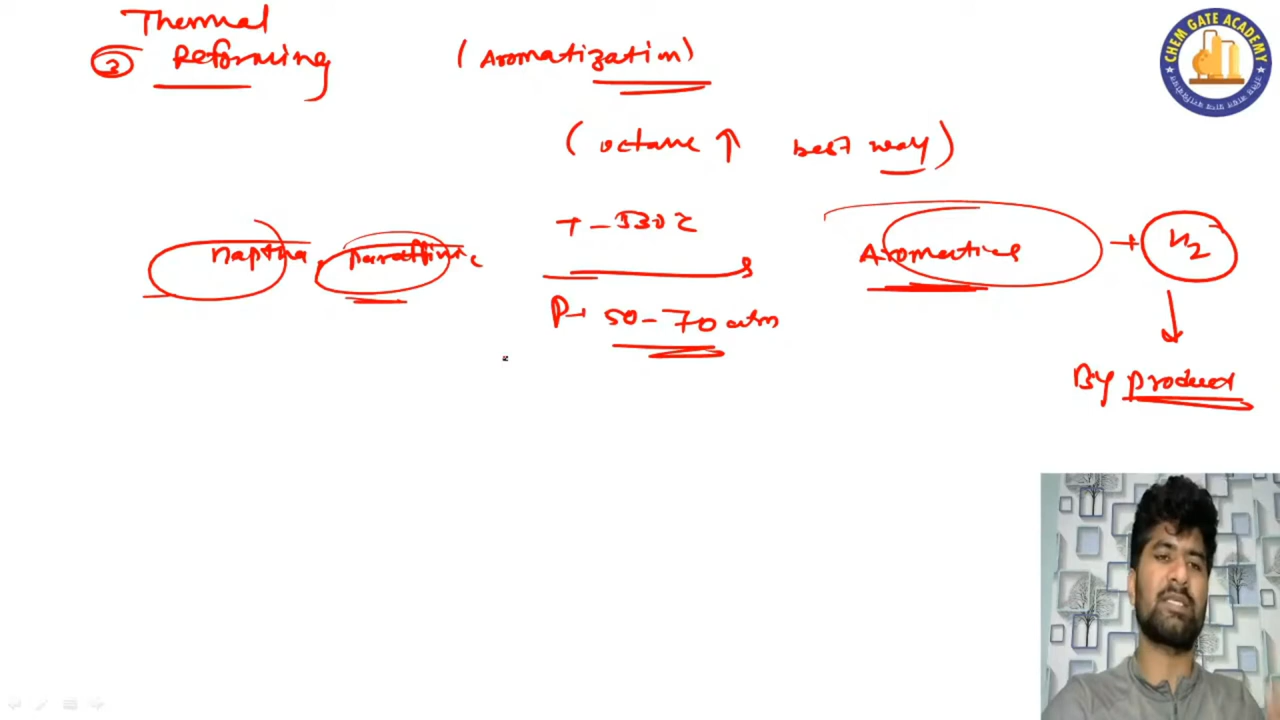 Thermal
② Reforming (Aromatization)
(octane ↑ best way)
T - 530℃
Naptha, paraffinic Aromatics + H2
P → 50 - 70 atm
By product
CHEM GATE ACADEMY